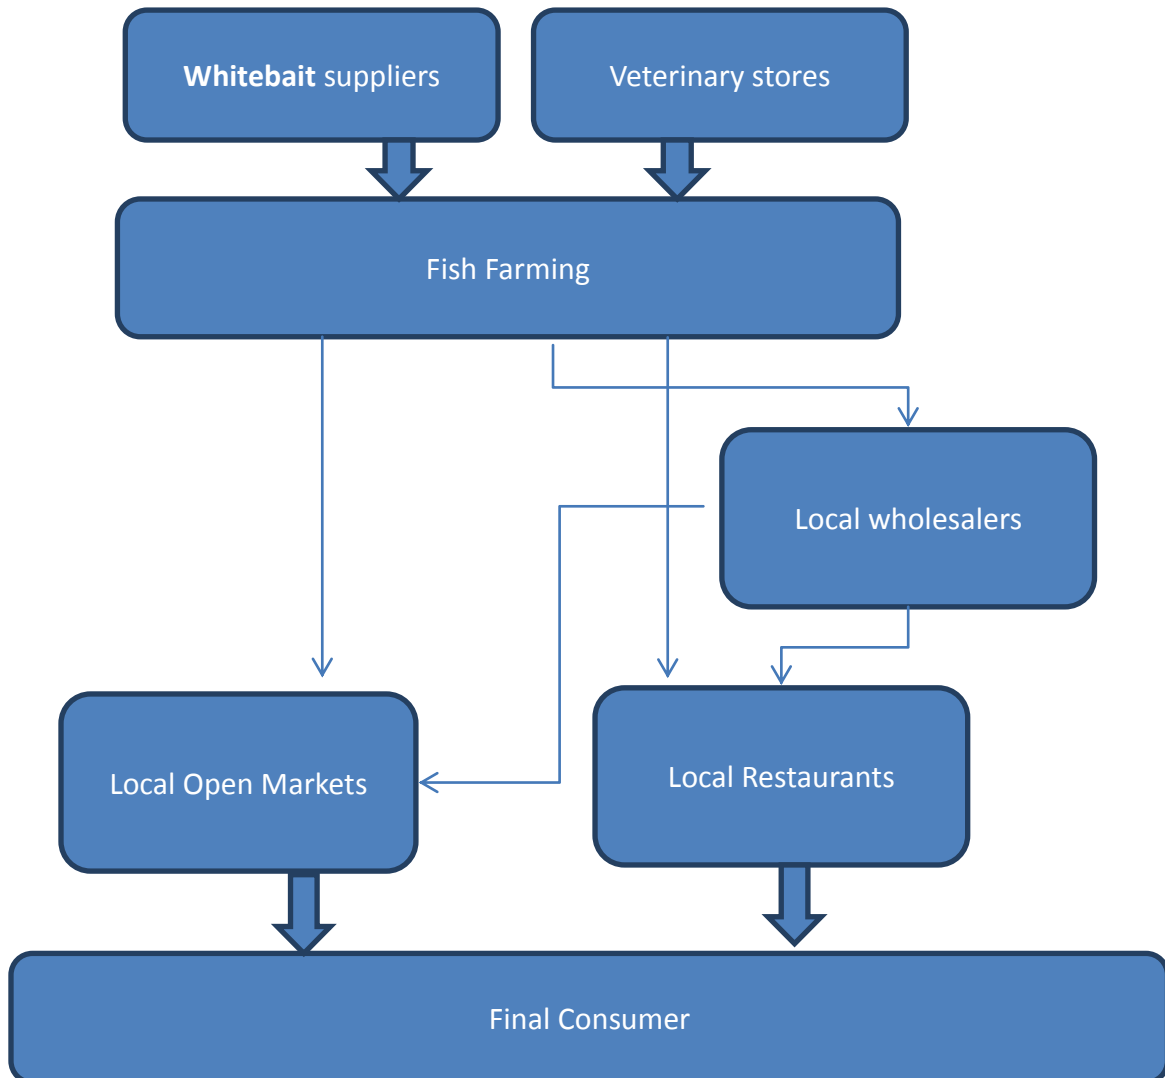 Whitebait suppliers
Veterinary stores
Fish Farming
Local wholesalers
Local Open Markets
Local Restaurants
Final Consumer